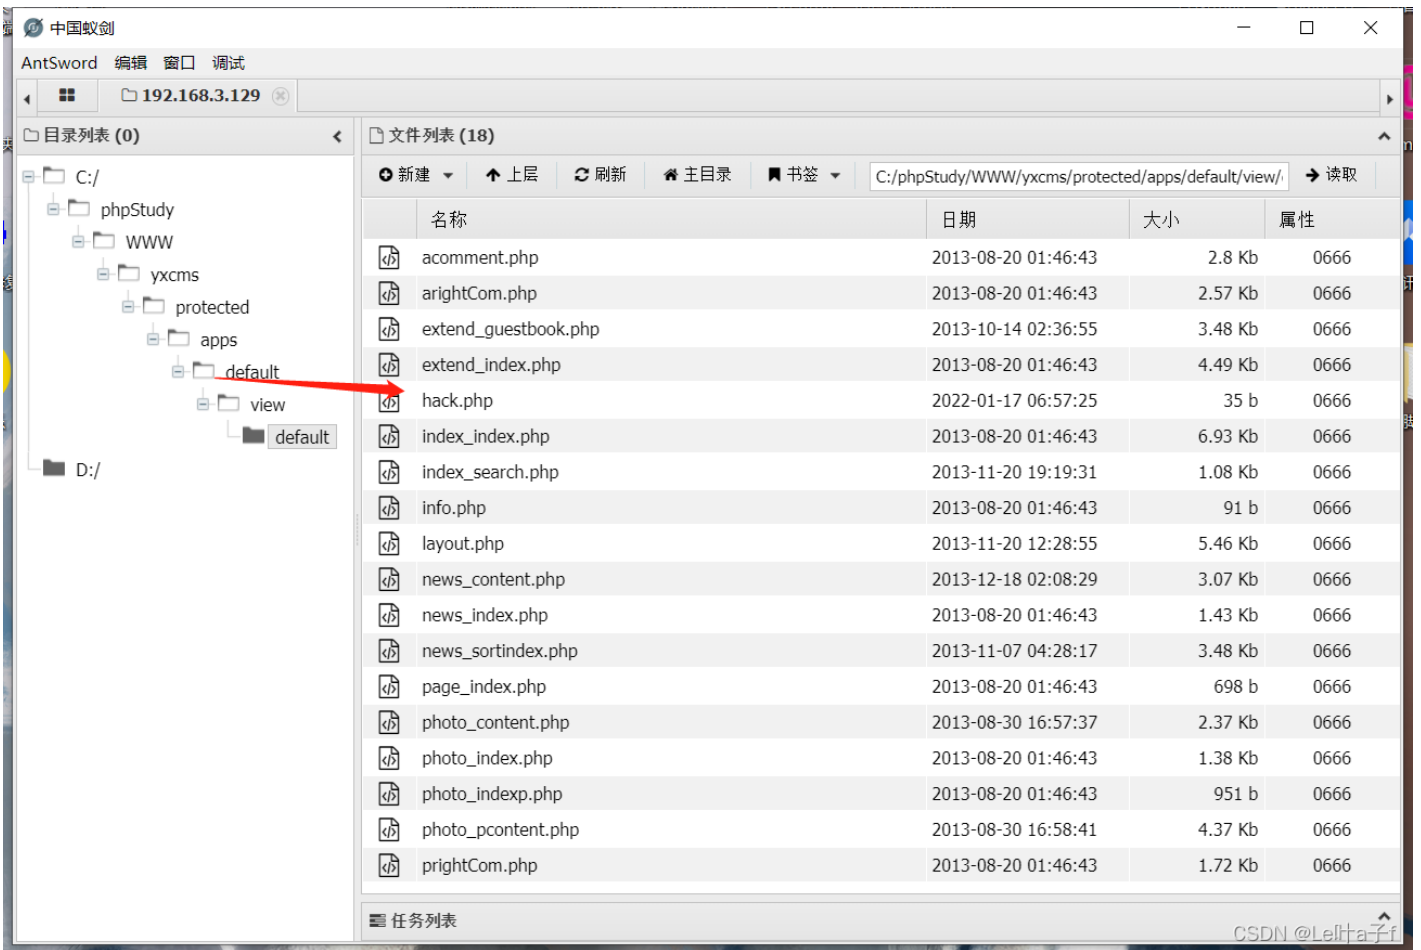 中国蚁剑
AntSword 编辑 窗口 调试
192.168.3.129
目录列表 (0)
C:/
phpStudy
WWW
yxcms
protected
apps
default
view
default
D:/
文件列表 (18)
新建 上层 刷新 主目录 书签 C:/phpStudy/WWW/yxcms/protected/apps/default/view/ 读取
名称 日期 大小 属性
acomment.php 2013-08-20 01:46:43 2.8 Kb 0666
arightCom.php 2013-08-20 01:46:43 2.57 Kb 0666
extend_guestbook.php 2013-10-14 02:36:55 3.48 Kb 0666
extend_index.php 2013-08-20 01:46:43 4.49 Kb 0666
hack.php 2022-01-17 06:57:25 35 b 0666
index_index.php 2013-08-20 01:46:43 6.93 Kb 0666
index_search.php 2013-11-20 19:19:31 1.08 Kb 0666
info.php 2013-08-20 01:46:43 91 b 0666
layout.php 2013-11-20 12:28:55 5.46 Kb 0666
news_content.php 2013-12-18 02:08:29 3.07 Kb 0666
news_index.php 2013-08-20 01:46:43 1.43 Kb 0666
news_sortindex.php 2013-11-07 04:28:17 3.48 Kb 0666
page_index.php 2013-08-20 01:46:43 698 b 0666
photo_content.php 2013-08-30 16:57:37 2.37 Kb 0666
photo_index.php 2013-08-20 01:46:43 1.38 Kb 0666
photo_indexp.php 2013-08-20 01:46:43 951 b 0666
photo_pcontent.php 2013-08-30 16:58:41 4.37 Kb 0666
prightCom.php 2013-08-20 01:46:43 1.72 Kb 0666
任务列表
CSDN @Le叶a子f